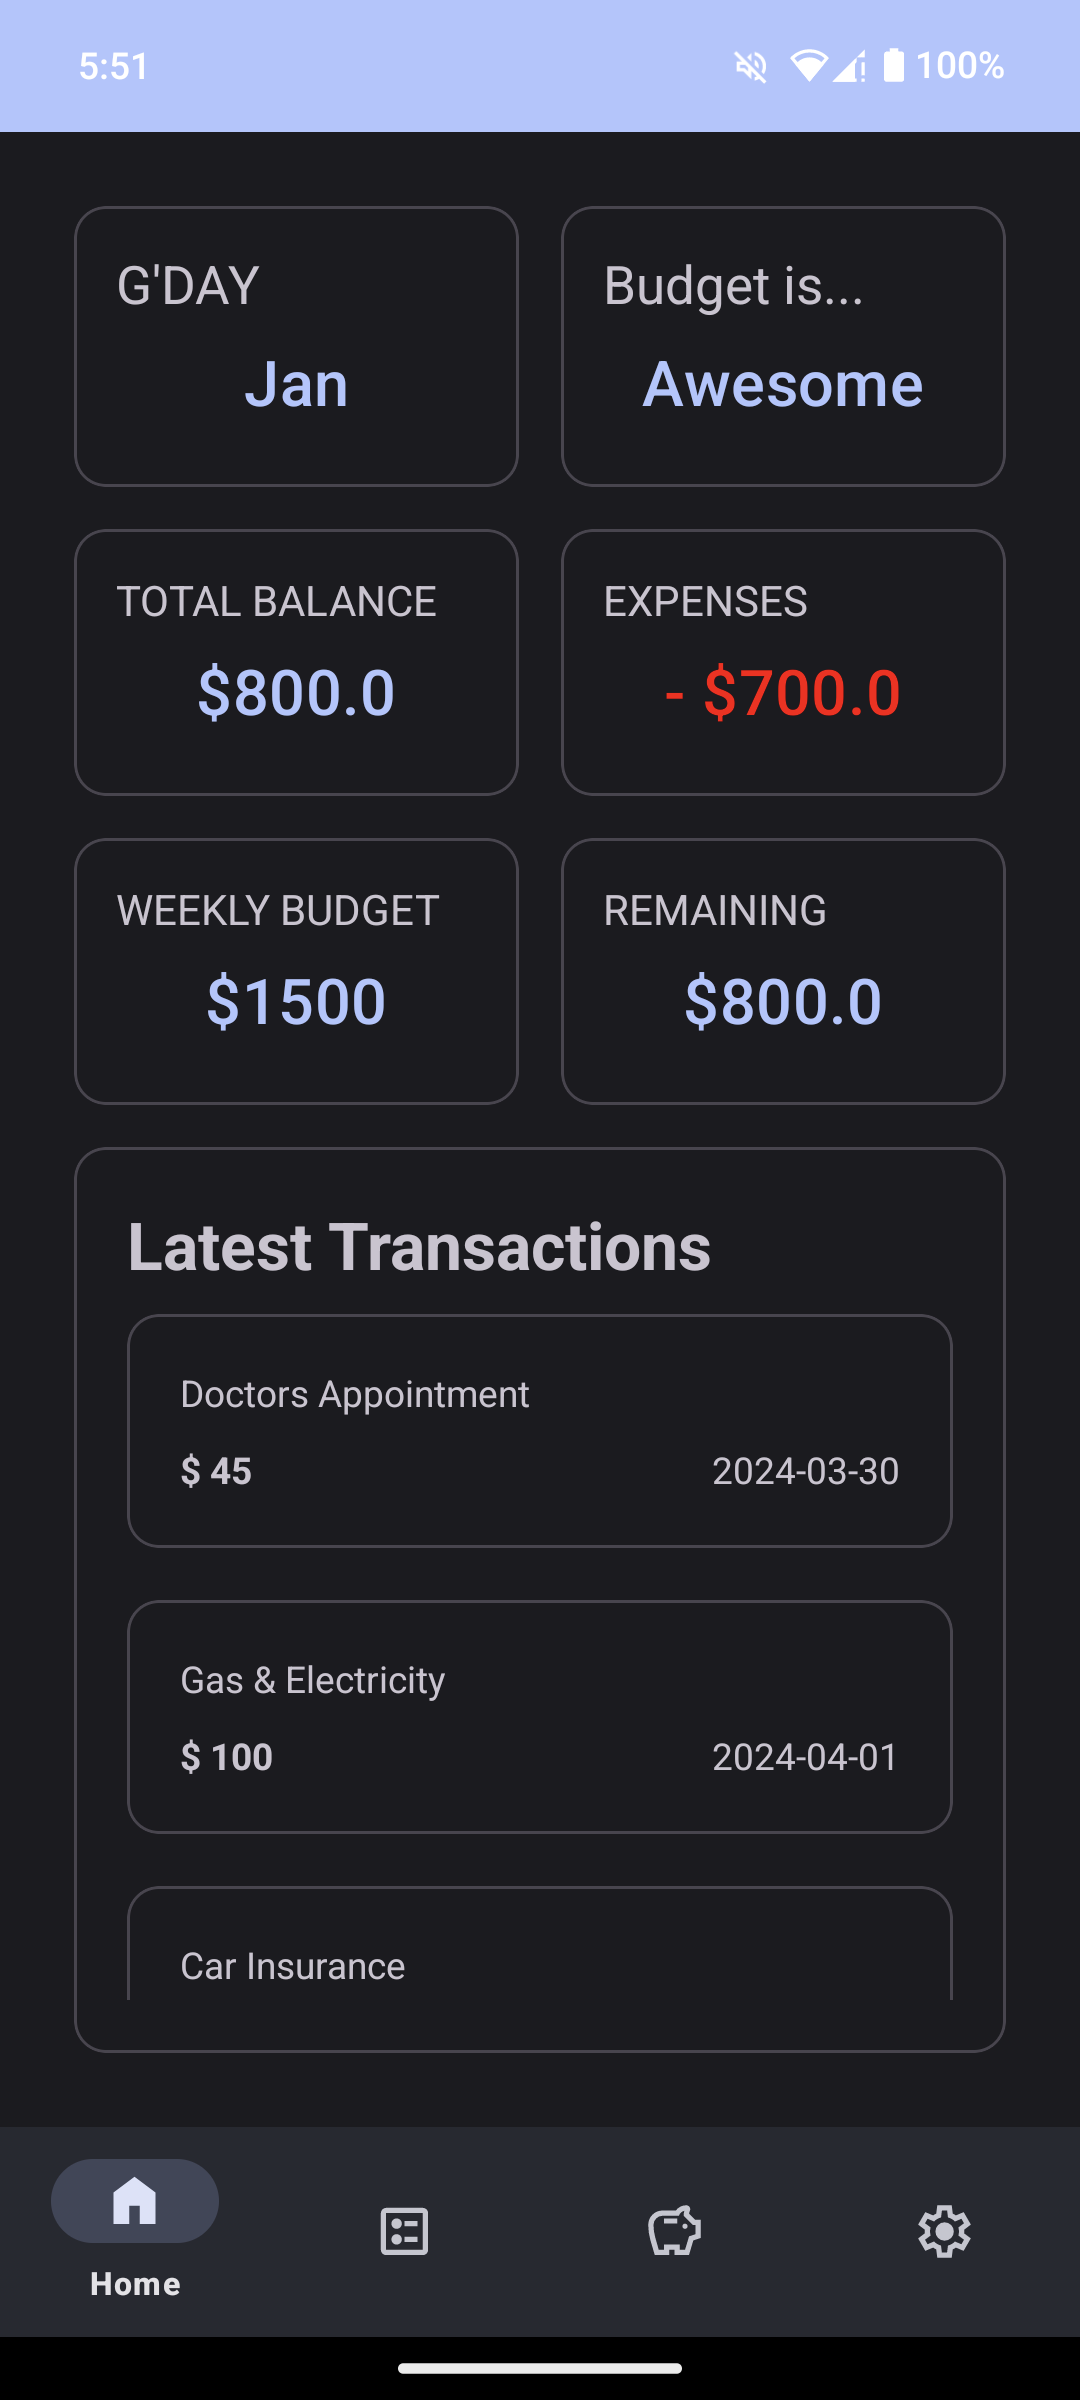 5:51 100%
G'DAY
Jan
Budget is...
Awesome
TOTAL BALANCE
$800.0
EXPENSES
- $700.0
WEEKLY BUDGET
$1500
REMAINING
$800.0
Latest Transactions
Doctors Appointment
$ 45 2024-03-30
Gas & Electricity
$ 100 2024-04-01
Car Insurance
Home